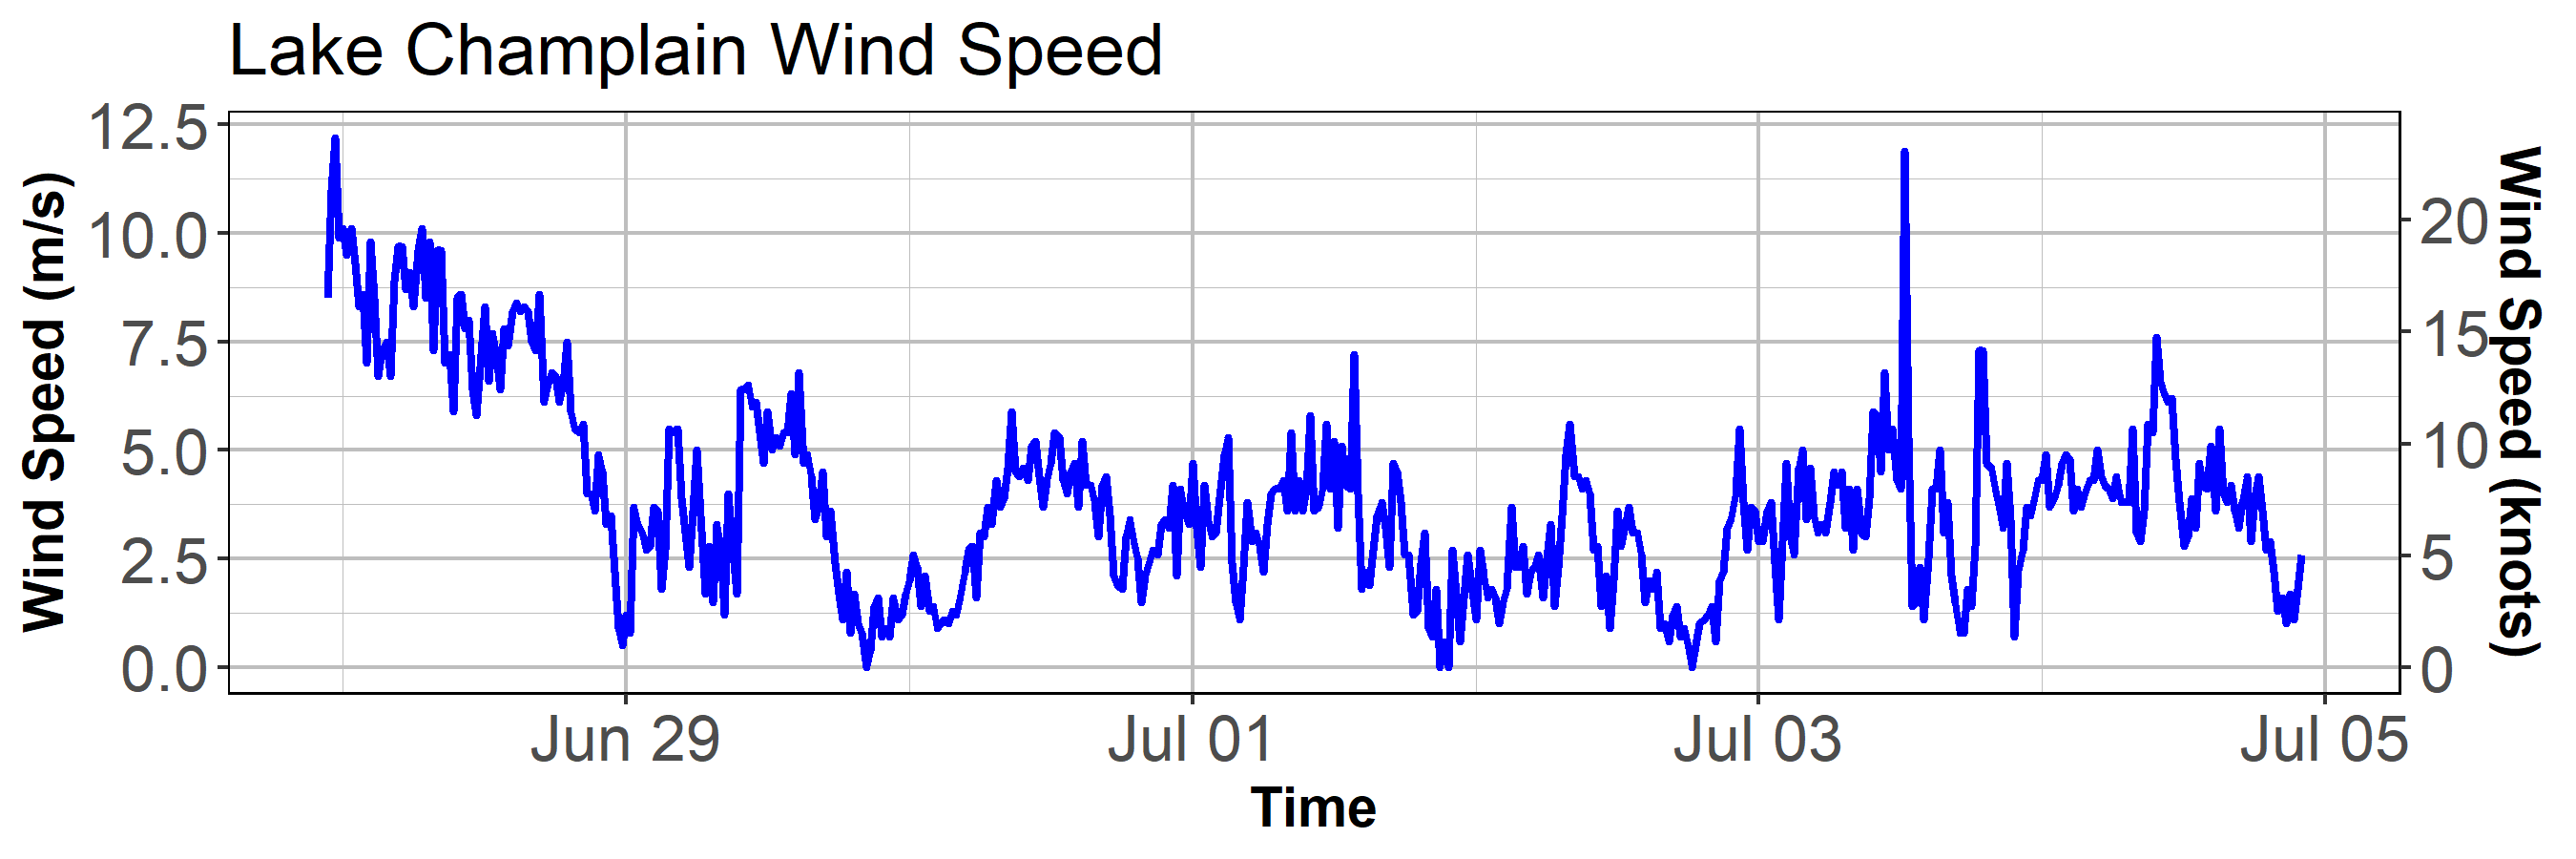 Lake Champlain Wind Speed
Wind Speed (m/s)
12.5
10.0
7.5
5.0
2.5
0.0
20
15
10
5
0
Wind Speed (knots)
Jun 29
Jul 01
Jul 03
Jul 05
Time